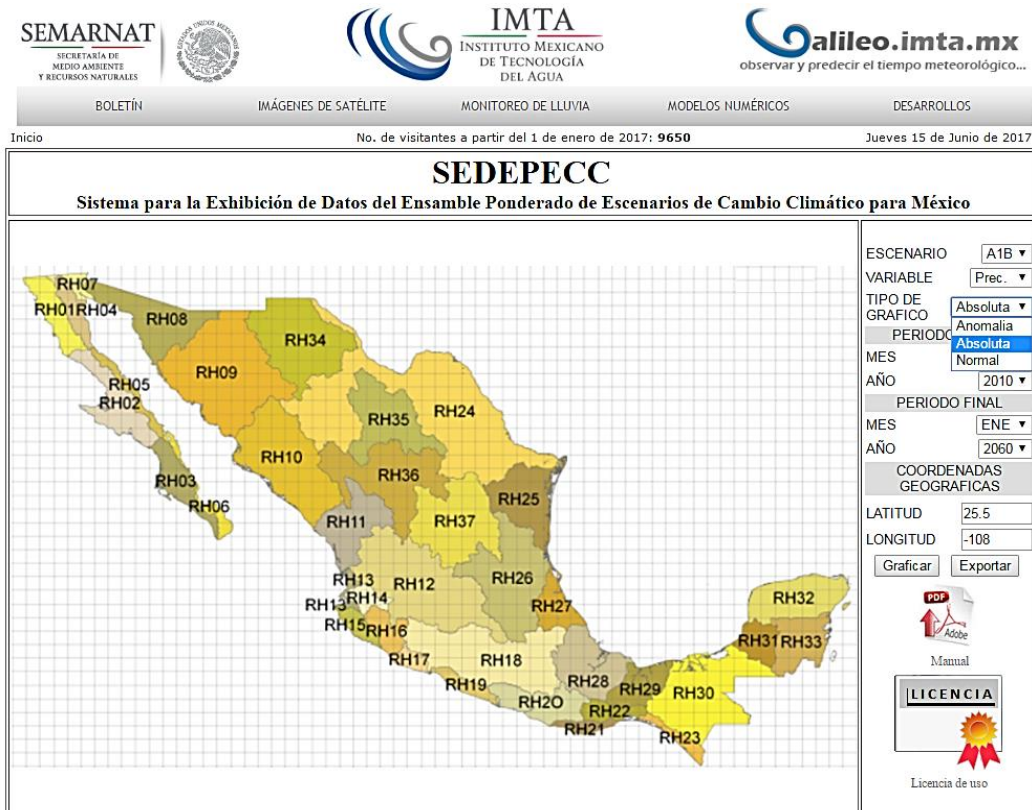 SEMARNAT
SECRETARÍA DE
MEDIO AMBIENTE
Y RECURSOS NATURALES
IMTA
INSTITUTO MEXICANO
DE TECNOLOGÍA
DEL AGUA
Galileo.imta.mx
observar y predecir el tiempo meteorológico...
BOLETÍN IMÁGENES DE SATÉLITE MONITOREO DE LLUVIA MODELOS NUMÉRICOS DESARROLLOS
Inicio No. de visitantes a partir del 1 de enero de 2017: 9650 Jueves 15 de Junio de 2017
SEDEPECC
Sistema para la Exhibición de Datos del Ensamble Ponderado de Escenarios de Cambio Climático para México
RH07
RH01 RH04
RH08
RH34
RH09
RH05
RH02
RH35
RH24
RH10
RH36
RH03
RH06
RH25
RH11
RH37
RH13
RH12
RH26
RH14
RH13
RH27
RH32
RH15
RH16
RH31 RH33
RH17
RH18
RH19
RH28
RH29
RH30
RH20
RH22
RH21
RH23
ESCENARIO A1B
VARIABLE Prec.
TIPO DE
GRAFICO Absoluta
Anomalia
PERIODO Absoluta
MES Normal
AÑO 2010
PERIODO FINAL
MES ENE
AÑO 2060
COORDENADAS
GEOGRAFICAS
LATITUD 25.5
LONGITUD -108
Graficar Exportar
PDF
Adobe
Manual
LICENCIA
Licencia de uso